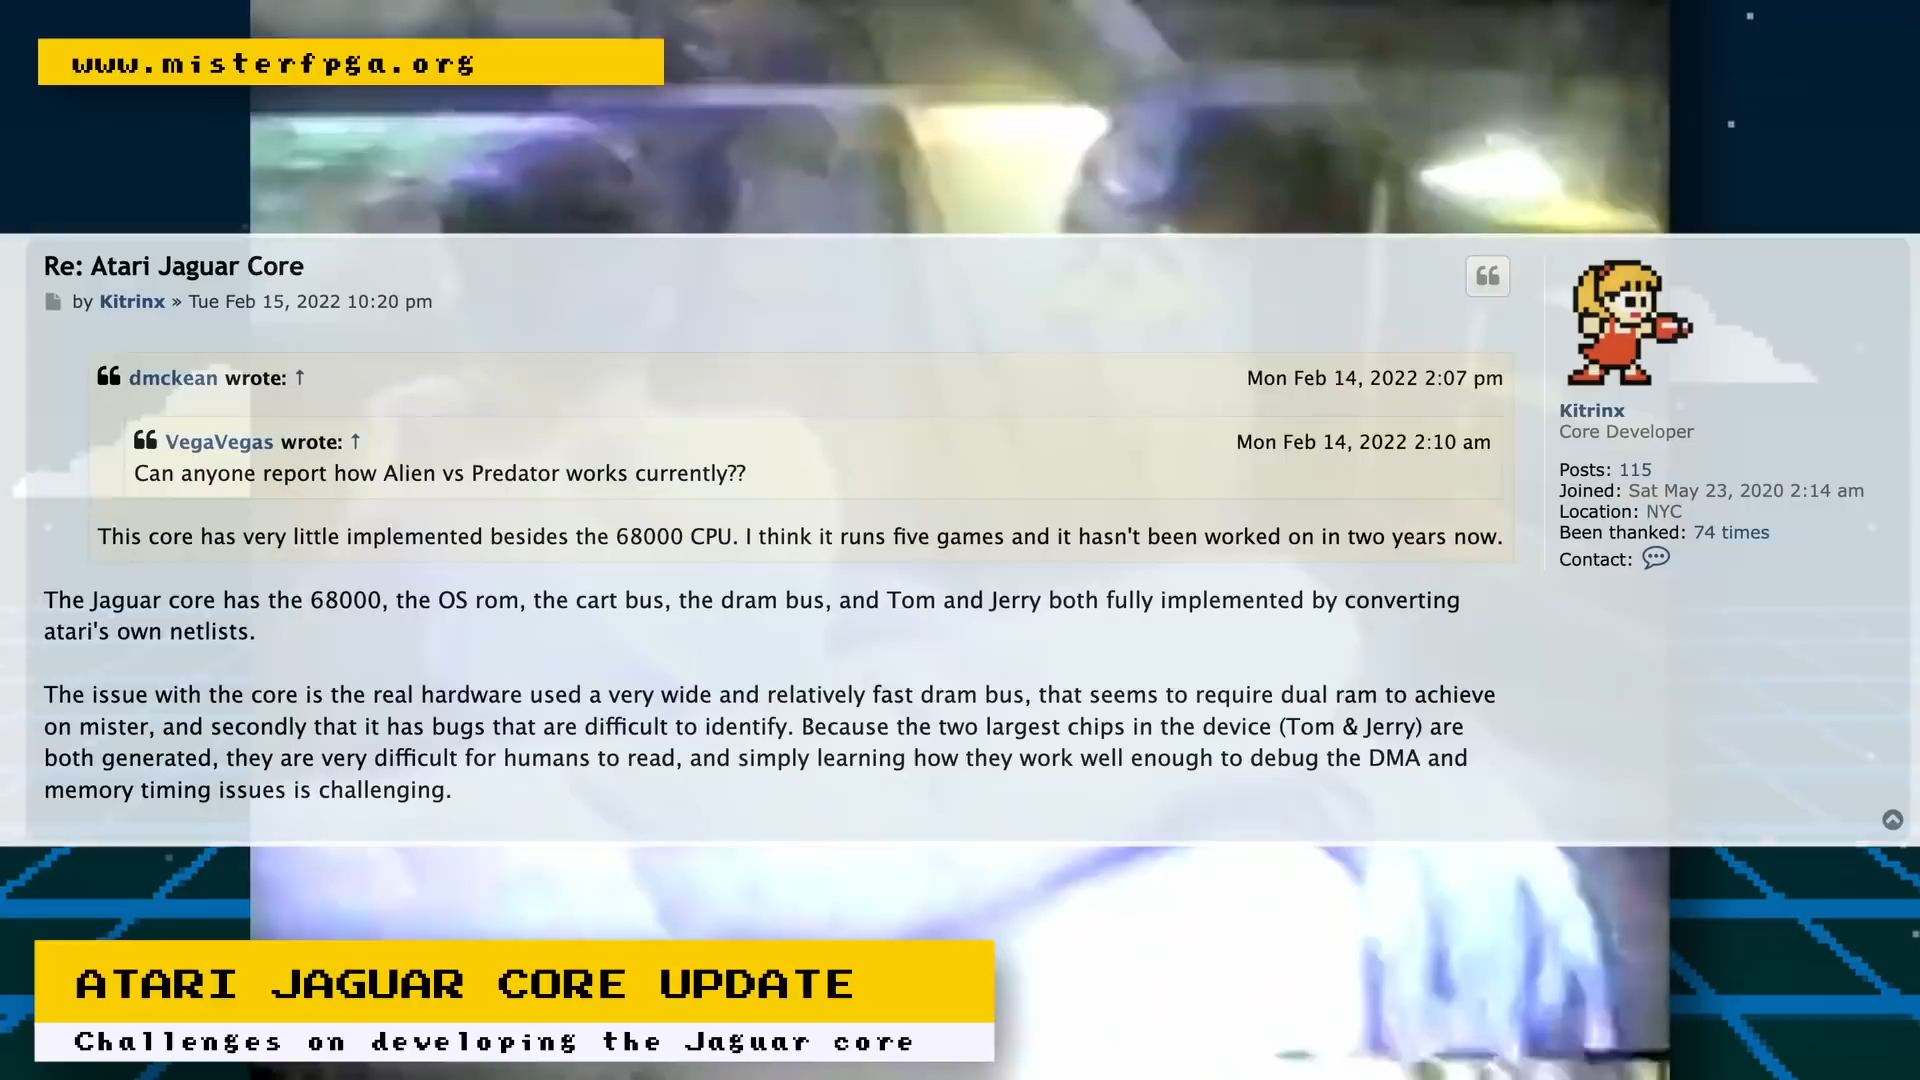 www.misterfpga.org
Re: Atari Jaguar Core
by Kitrinx » Tue Feb 15, 2022 10:20 pm
dmckean wrote: ↑ Mon Feb 14, 2022 2:07 pm
VegaVegas wrote: ↑ Mon Feb 14, 2022 2:10 am
Can anyone report how Alien vs Predator works currently??
This core has very little implemented besides the 68000 CPU. I think it runs five games and it hasn't been worked on in two years now.
The Jaguar core has the 68000, the OS rom, the cart bus, the dram bus, and Tom and Jerry both fully implemented by converting
atari's own netlists.
The issue with the core is the real hardware used a very wide and relatively fast dram bus, that seems to require dual ram to achieve
on mister, and secondly that it has bugs that are difficult to identify. Because the two largest chips in the device (Tom & Jerry) are
both generated, they are very difficult for humans to read, and simply learning how they work well enough to debug the DMA and
memory timing issues is challenging.
Kitrinx
Core Developer
Posts: 115
Joined: Sat May 23, 2020 2:14 am
Location: NYC
Been thanked: 74 times
Contact:
ATARI JAGUAR CORE UPDATE
Challenges on developing the Jaguar core